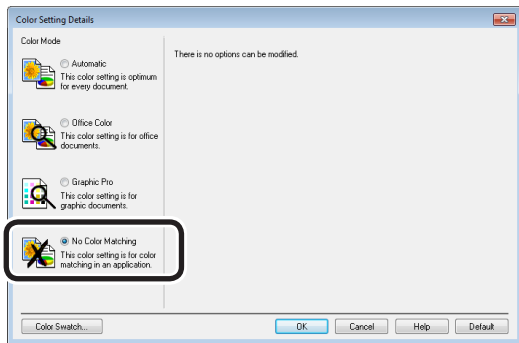 Color Setting Details
Color Mode
Automatic
This color setting is optimum
for every document.
Office Color
This color setting is for office
documents.
Graphic Pro
This color setting is for
graphic documents.
No Color Matching
This color setting is for color
matching in an application.
There is no options can be modified.
Color Swatch...
OK
Cancel
Help
Default